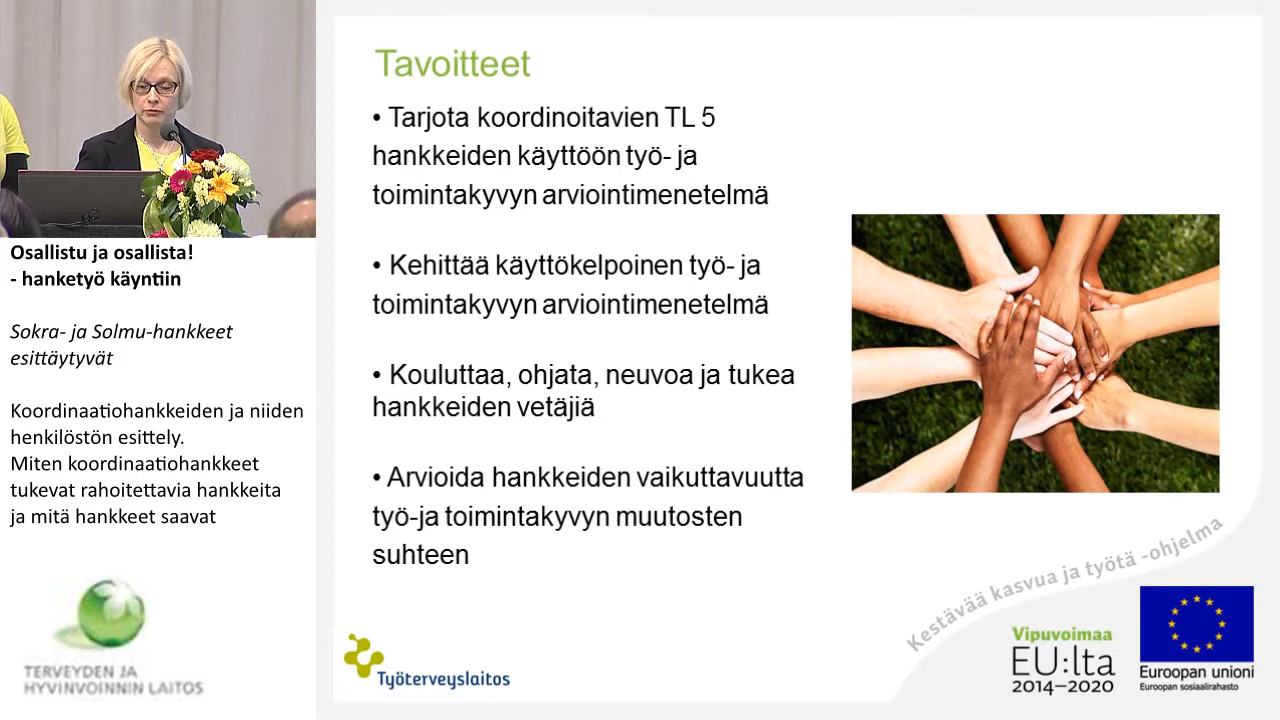 Osallistu ja osallista!
- hanketyö käyntiin
Sokra- ja Solmu-hankkeet
esittäytyvät
Koordinaatiohankkeiden ja niiden
henkilöstön esittely.
Miten koordinaatiohankkeet
tukevat rahoitettavia hankkeita
ja mitä hankkeet saavat
TERVEYDEN JA
HYVINVOINNIN LAITOS
Tavoitteet
• Tarjota koordinoitavien TL 5
hankkeiden käyttöön työ- ja
toimintakyvyn arviointimenetelmä
• Kehittää käyttökelpoinen työ- ja
toimintakyvyn arviointimenetelmä
• Kouluttaa, ohjata, neuvoa ja tukea
hankkeiden vetäjiä
• Arvioida hankkeiden vaikuttavuutta
työ-ja toimintakyvyn muutosten
suhteen
Työterveyslaitos
Kestävää kasvua ja työtä -ohjelma
Vipuvoimaa
EU:lta
2014–2020
Euroopan unioni
Euroopan sosiaalirahasto